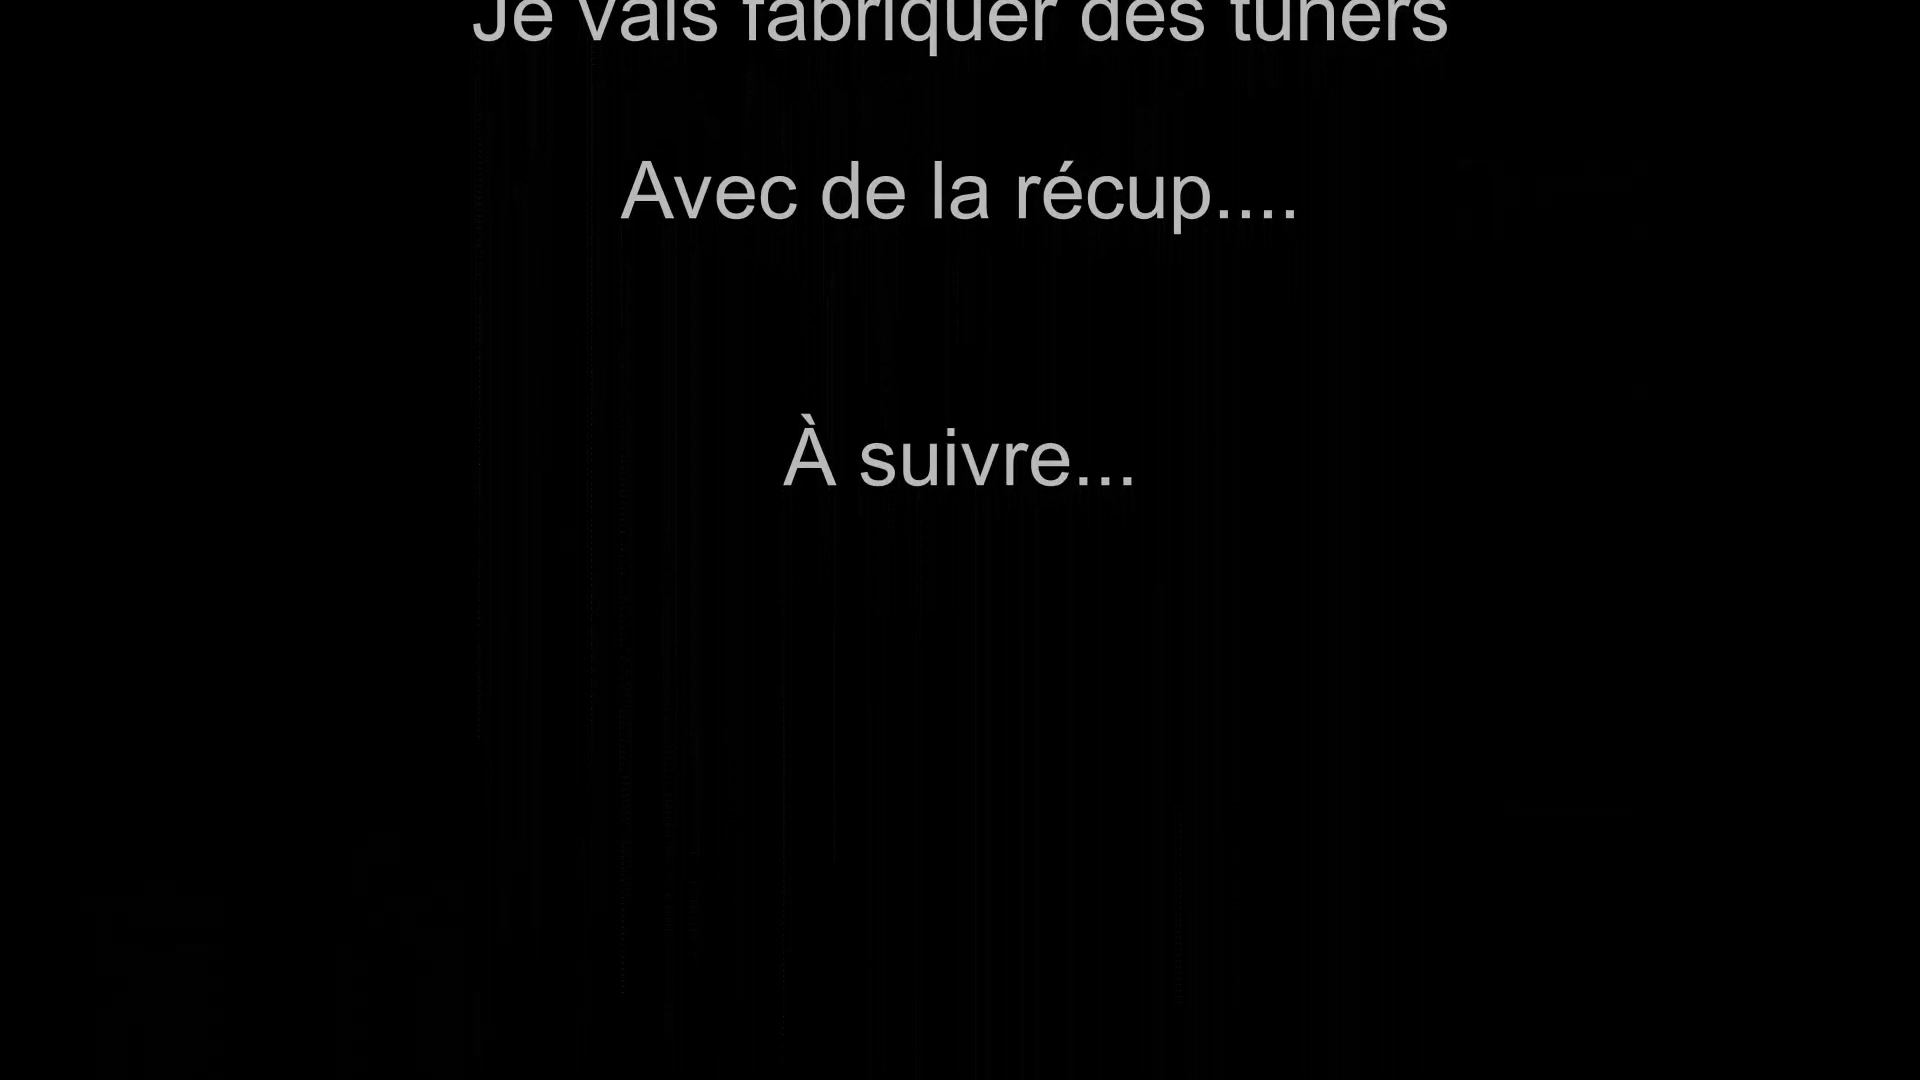 Je vais fabriquer des tuners
Avec de la récup....
À suivre...